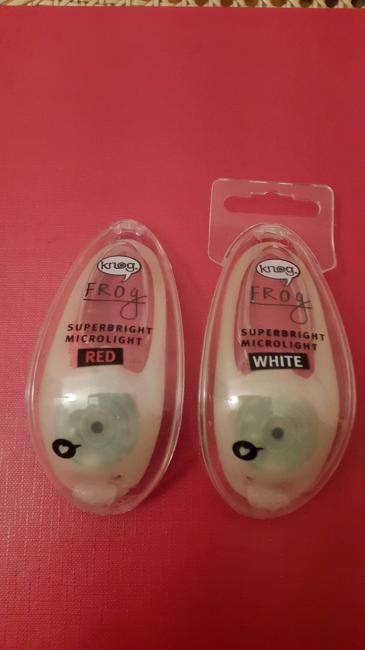 knog.
FROg
SUPERBRIGHT
MICROLIGHT
RED
knog.
FROg
SUPERBRIGHT
MICROLIGHT
WHITE